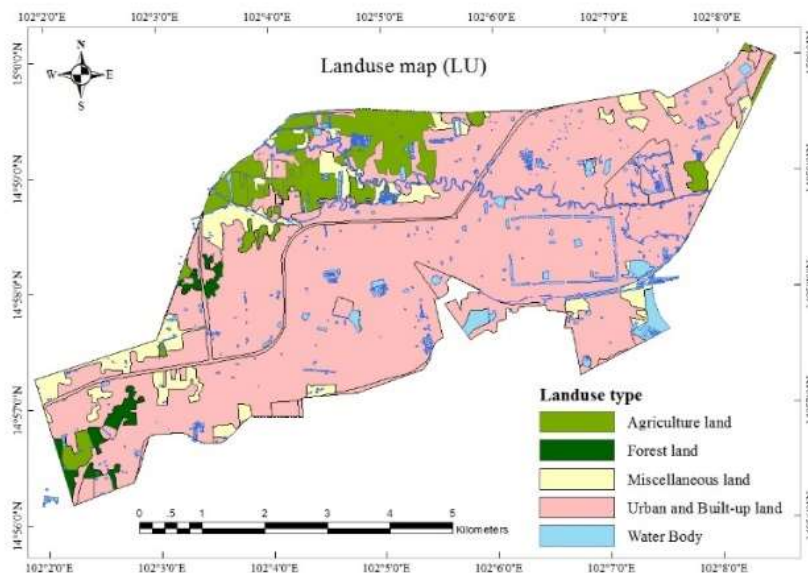 102°2'0"E 102°3'0"E 102°4'0"E 102°5'0"E 102°6'0"E 102°7'0"E 102°8'0"E
N
W E
S
Landuse map (LU)
15°0'0"N
14°59'0"N
14°58'0"N
14°57'0"N
14°56'0"N
Landuse type
Agriculture land
Forest land
Miscellaneous land
Urban and Built-up land
Water Body
0 .5 1 2 3 4 5
Kilometers
102°2'0"E 102°3'0"E 102°4'0"E 102°5'0"E 102°6'0"E 102°7'0"E 102°8'0"E